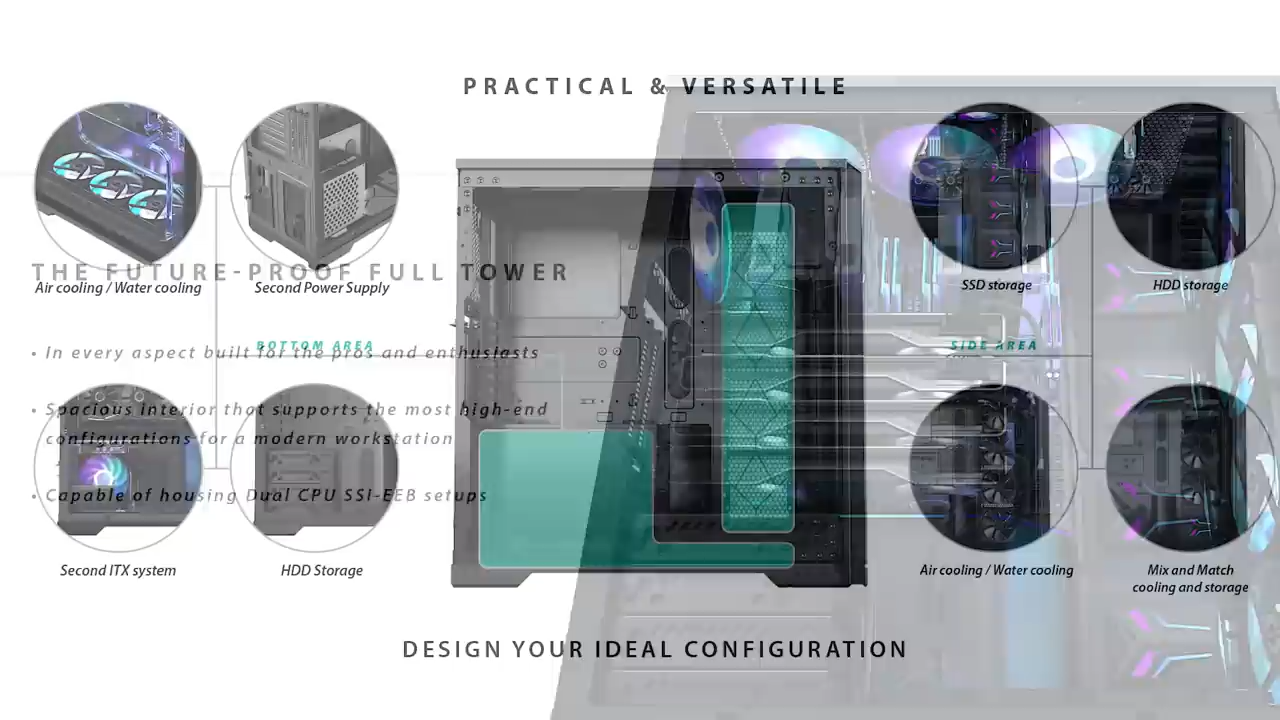 PRACTICAL & VERSATILE
THE FUTURE-PROOF FULL TOWER
Air cooling / Water cooling
Second Power Supply
SSD storage
HDD storage
BOTTOM AREA
SIDE AREA
• In every aspect built for the pros and enthusiasts
• Spacious interior that supports the most high-end
configurations for a modern workstation
• Capable of housing Dual CPU SSI-EEB setups
Second ITX system
HDD Storage
Air cooling / Water cooling
Mix and Match
cooling and storage
DESIGN YOUR IDEAL CONFIGURATION